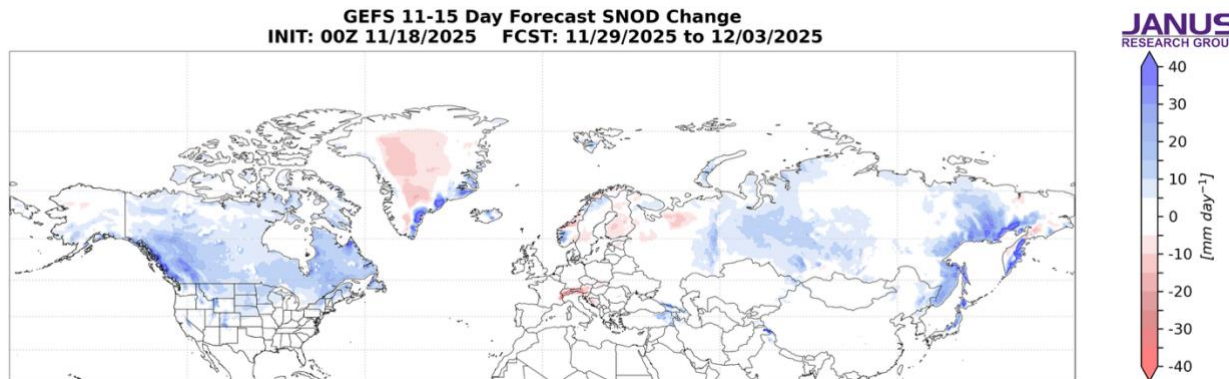 GEFS 11-15 Day Forecast SNOD Change
INIT: 00Z 11/18/2025 FCST: 11/29/2025 to 12/03/2025
JANUS
RESEARCH GROU
40
30
20
10
0
-10
-20
-30
-40
[mm day⁻¹]